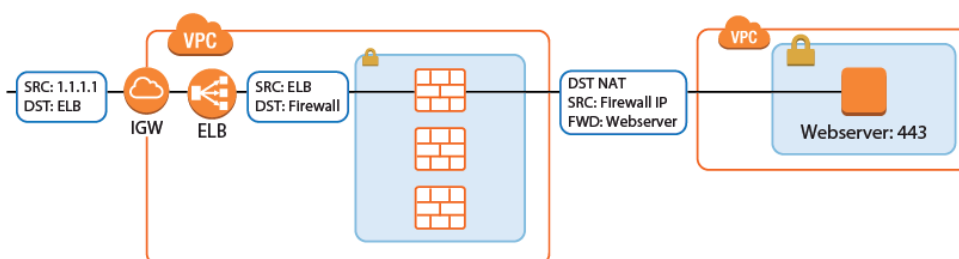 VPC
SRC: 1.1.1.1
DST: ELB
IGW
ELB
SRC: ELB
DST: Firewall
DST NAT
SRC: Firewall IP
FWD: Webserver
VPC
Webserver: 443